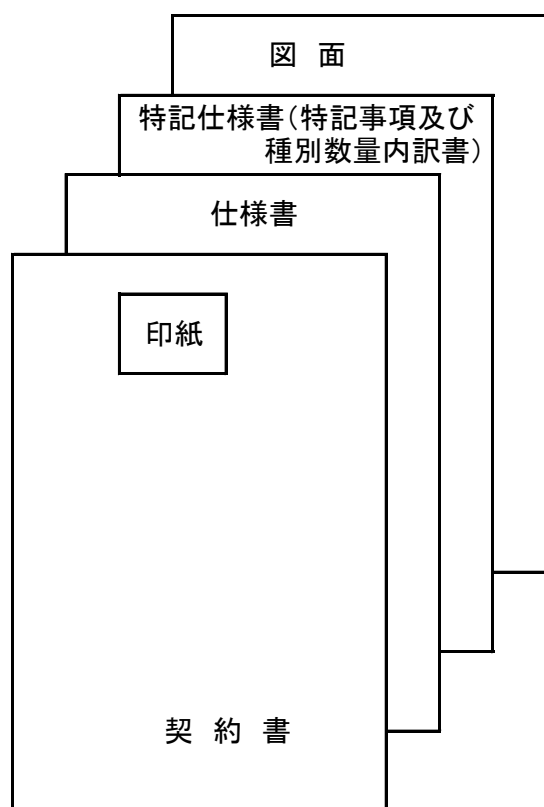 図 面
特記仕様書(特記事項及び
種別数量内訳書)
仕様書
印紙
契 約 書